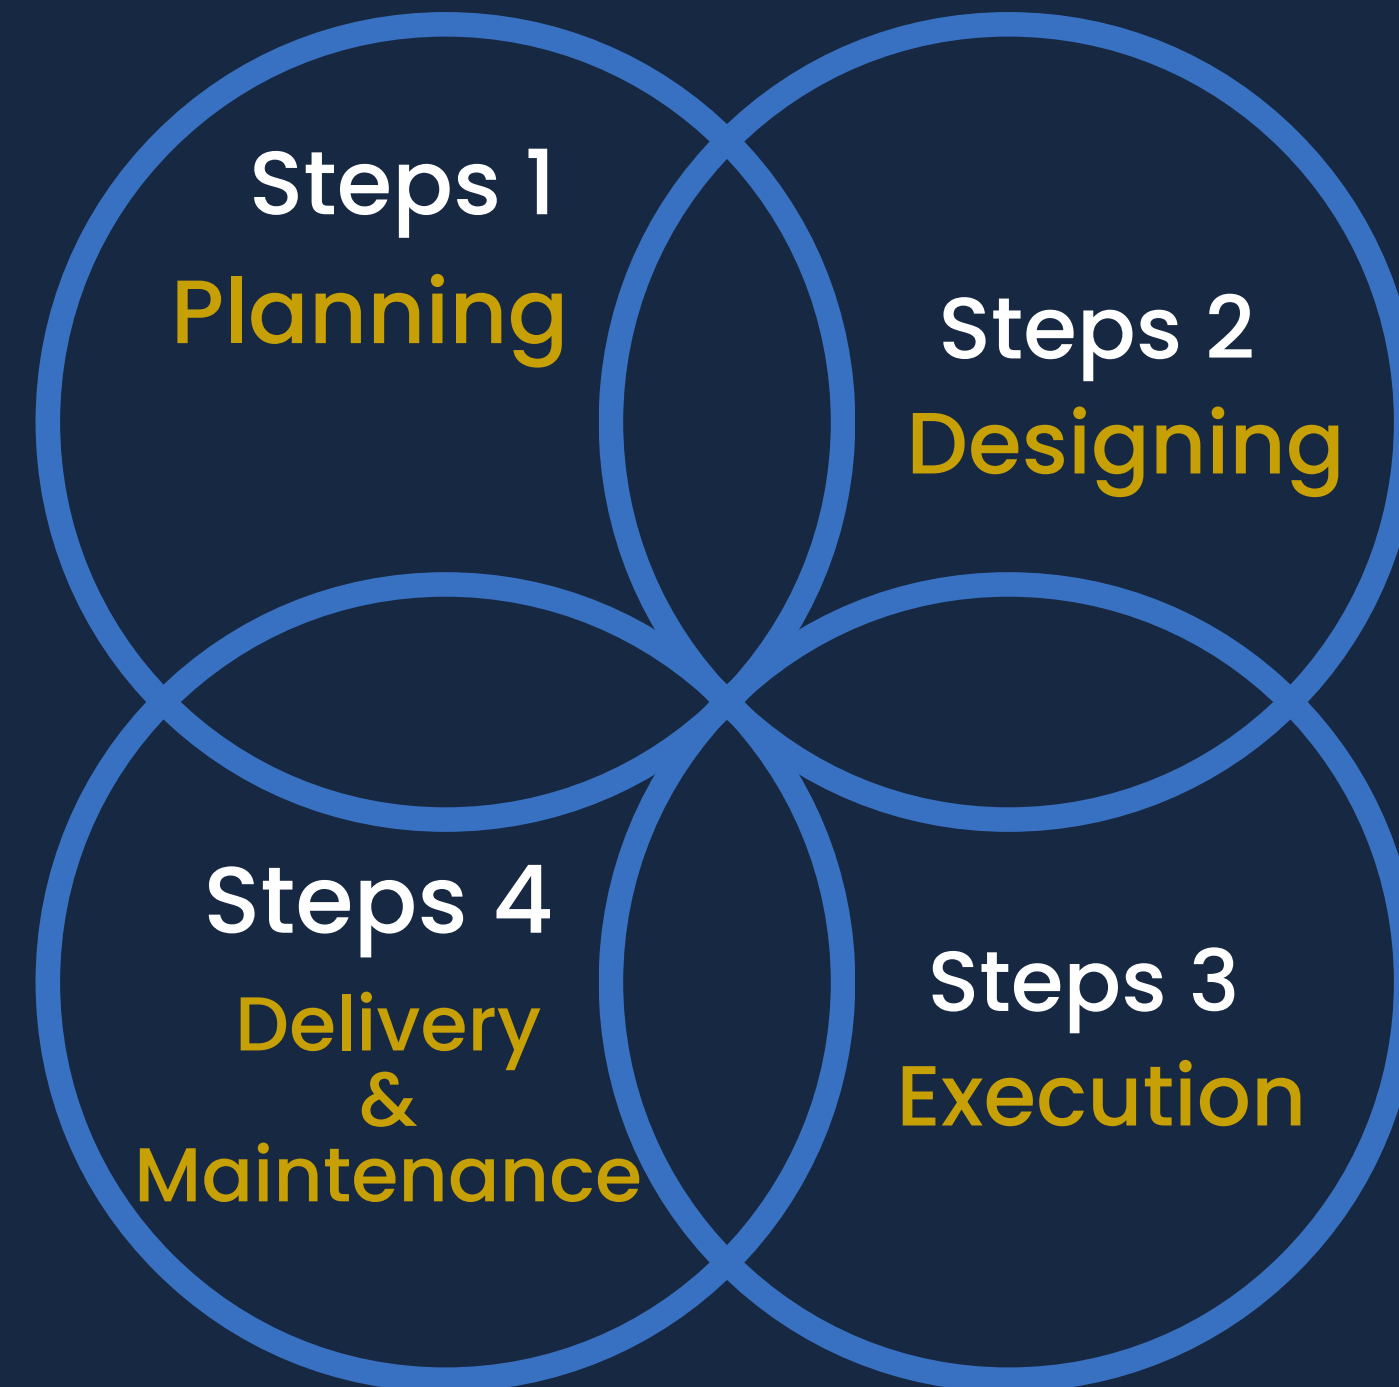 Steps 1
Planning
Steps 2
Designing
Steps 4
Delivery
&
Maintenance
Steps 3
Execution